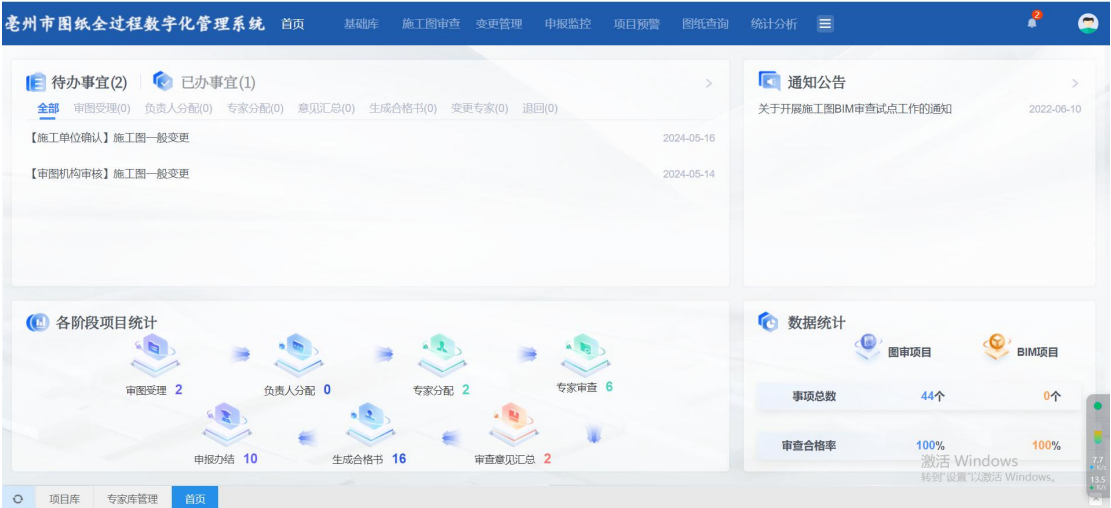 亳州市图纸全过程数字化管理系统 首页 基础库 施工图审查 变更管理 申报监控 项目预警 图纸查询 统计分析 2
待办事宜(2) 已办事宜(1)
全部 审图受理(0) 负责人分配(0) 专家分配(0) 意见汇总(0) 生成合格书(0) 变更专家(0) 退回(0)
【施工单位确认】施工图一般变更 2024-05-16
【审图机构审核】施工图一般变更 2024-05-14
通知公告
关于开展施工图BIM审查试点工作的通知 2022-06-10
各阶段项目统计
审图受理 2 负责人分配 0 专家分配 2 专家审查 6
申报办结 10 生成合格书 16 审查意见汇总 2
数据统计
图审项目 BIM项目
事项总数 44个 0个
审查合格率 100% 100%
激活 Windows
转到"设置"以激活 Windows。
7.7
K/s
13.5
K/s
项目库 专家库管理 首页